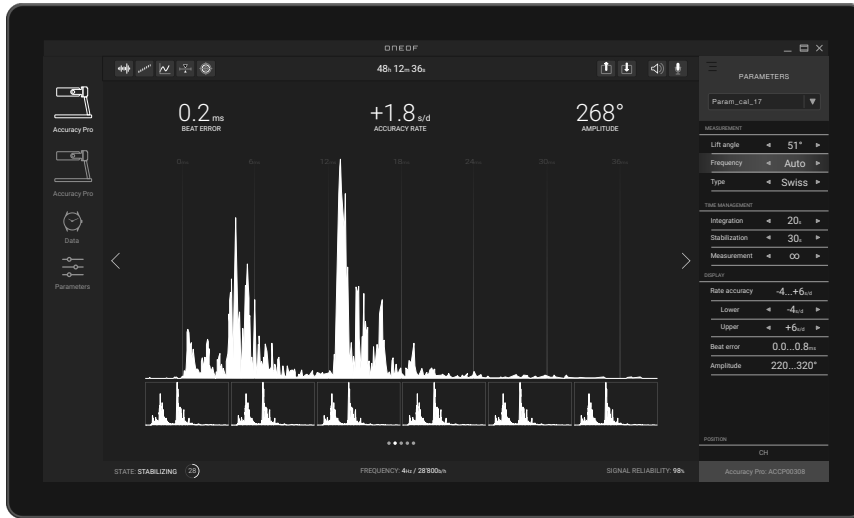 ONEOF
48h 12m 36s
PARAMETERS
Param_cal_17
Accuracy Pro
Accuracy Pro
Data
Parameters
0.2 ms
BEAT ERROR
+1.8 s/d
ACCURACY RATE
268°
AMPLITUDE
MEASUREMENT
Lift angle 51°
Frequency Auto
Type Swiss
TIME MANAGEMENT
Integration 20s
Stabilization 30s
Measurement ∞
DISPLAY
Rate accuracy -4...+6s/d
Lower -4s/d
Upper +6s/d
Beat error 0.0...0.8ms
Amplitude 220...320°
POSITION
CH
Accuracy Pro: ACCP00308
STATE: STABILIZING 28
FREQUENCY: 4Hz / 28'800b/h
SIGNAL RELIABILITY: 98%